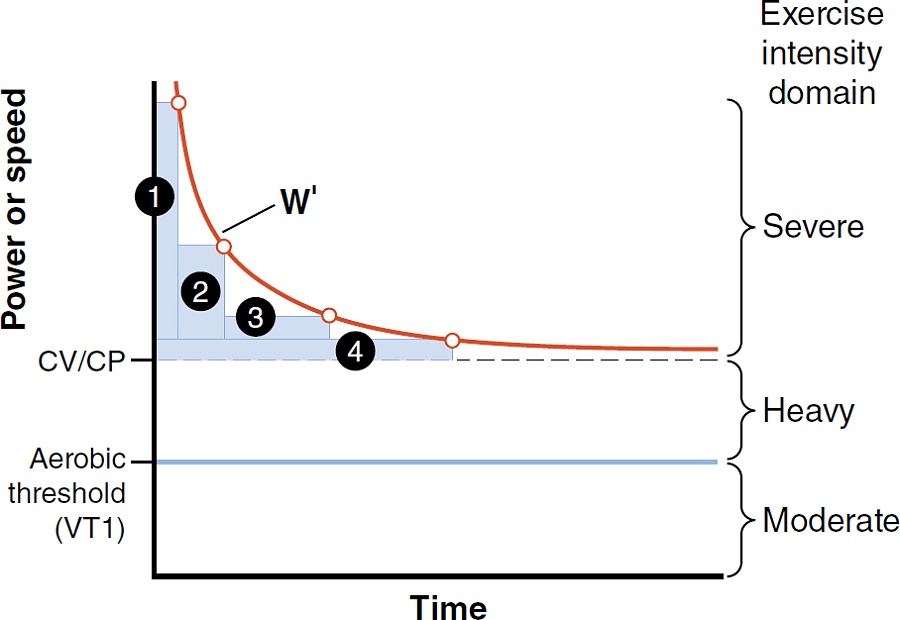 Exercise
intensity
domain
Power or speed
1
W'
Severe
2
3
4
CV/CP
Heavy
Aerobic
threshold
(VT1)
Moderate
Time